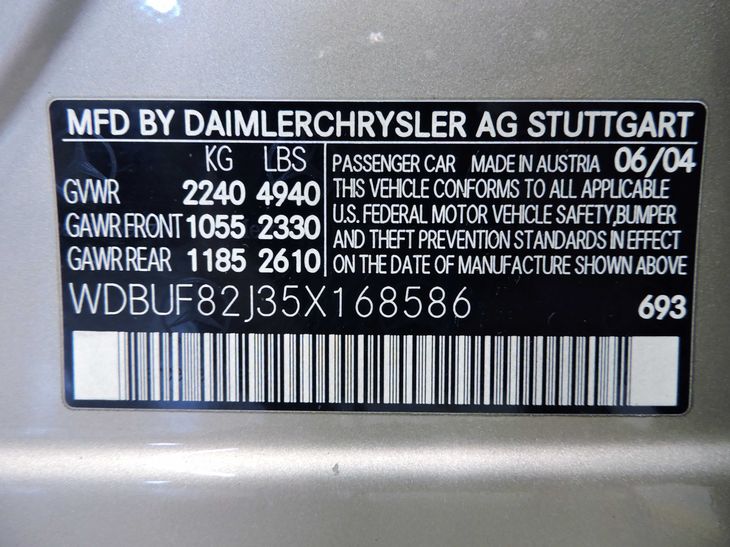 MFD BY DAIMLERCHRYSLER AG STUTTGART
KG LBS
GVWR 2240 4940
GAWR FRONT 1055 2330
GAWR REAR 1185 2610
PASSENGER CAR MADE IN AUSTRIA 06/04
THIS VEHICLE CONFORMS TO ALL APPLICABLE
U.S. FEDERAL MOTOR VEHICLE SAFETY,BUMPER
AND THEFT PREVENTION STANDARDS IN EFFECT
ON THE DATE OF MANUFACTURE SHOWN ABOVE
WDBUF82J35X168586 693